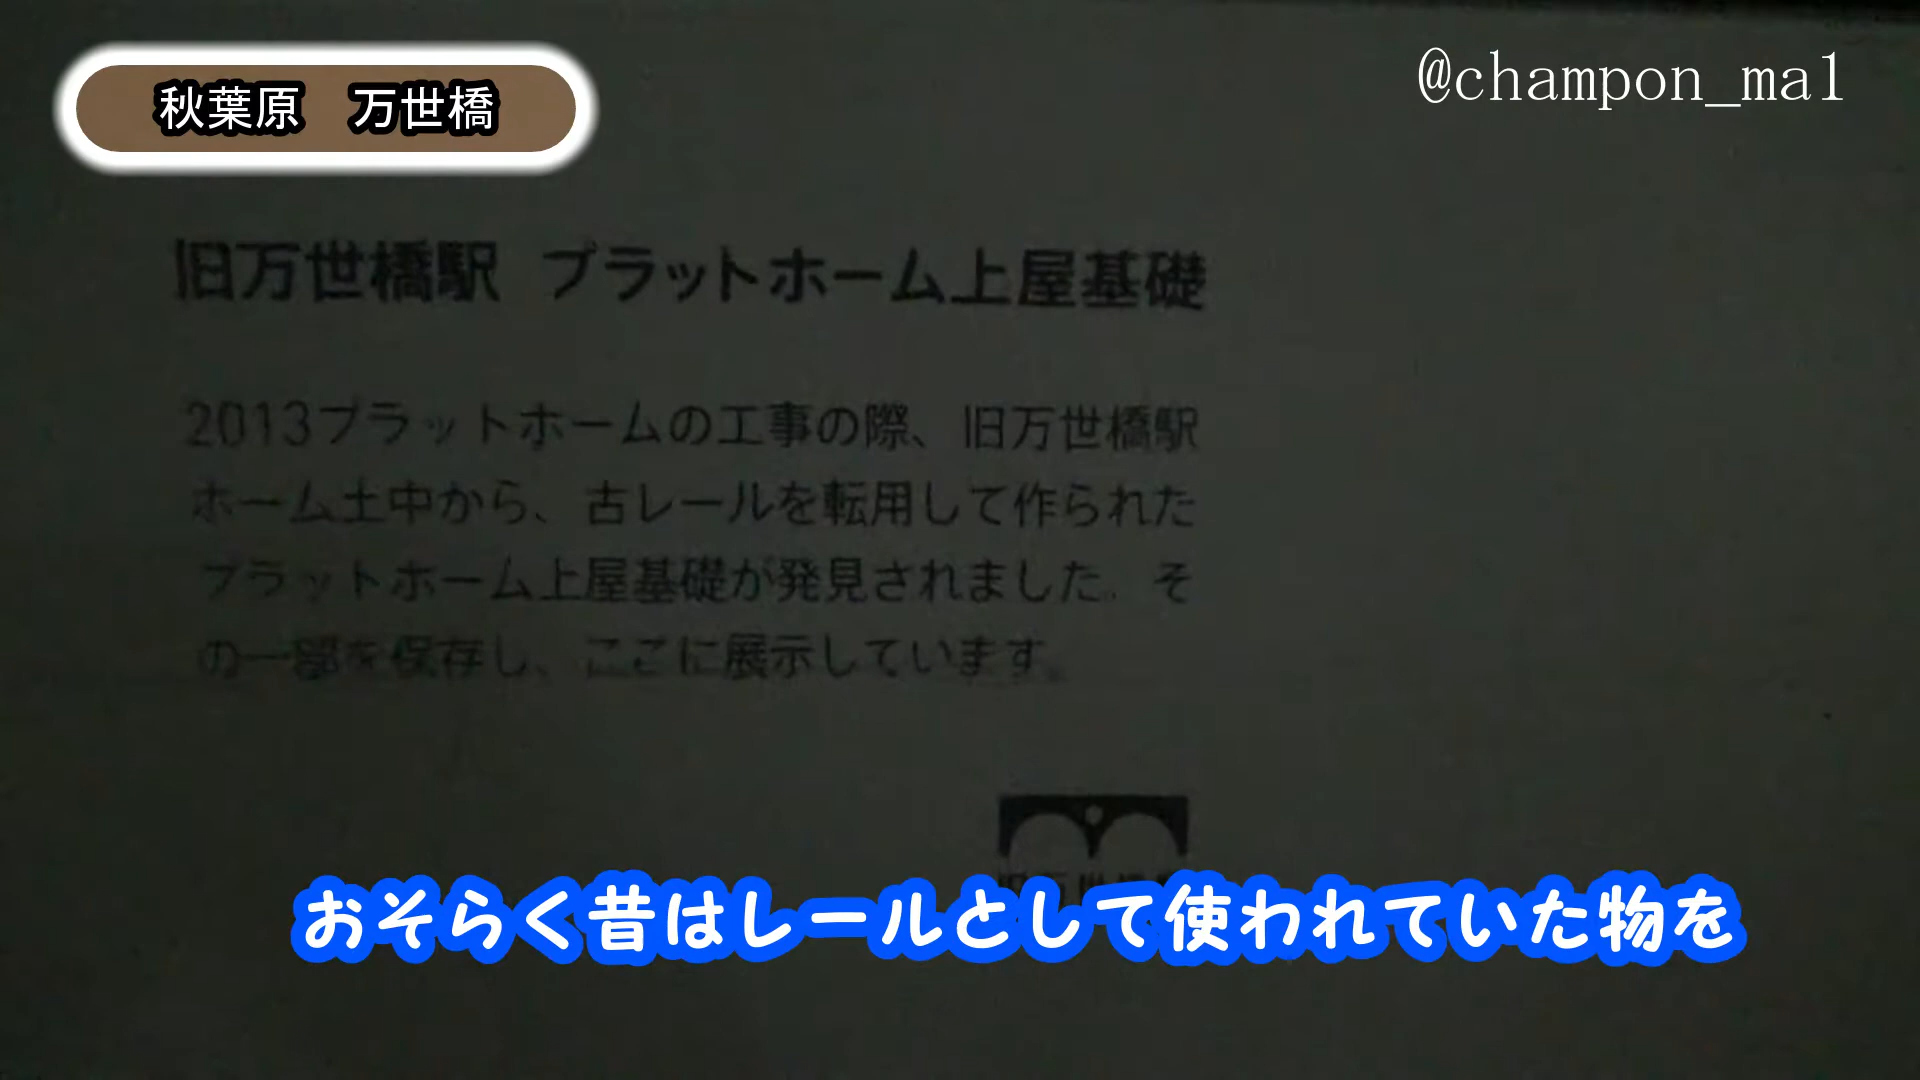 秋葉原　万世橋
@champon_ma1
旧万世橋駅 プラットホーム上屋基礎
2013プラットホームの工事の際、旧万世橋駅
ホーム土中から、古レールを転用して作られた
プラットホーム上屋基礎が発見されました。そ
の一部を保存し、ここに展示しています。
おそらく昔はレールとして使われていた物を